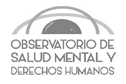 OBSERVATORIO DE
SALUD MENTAL Y
DERECHOS HUMANOS